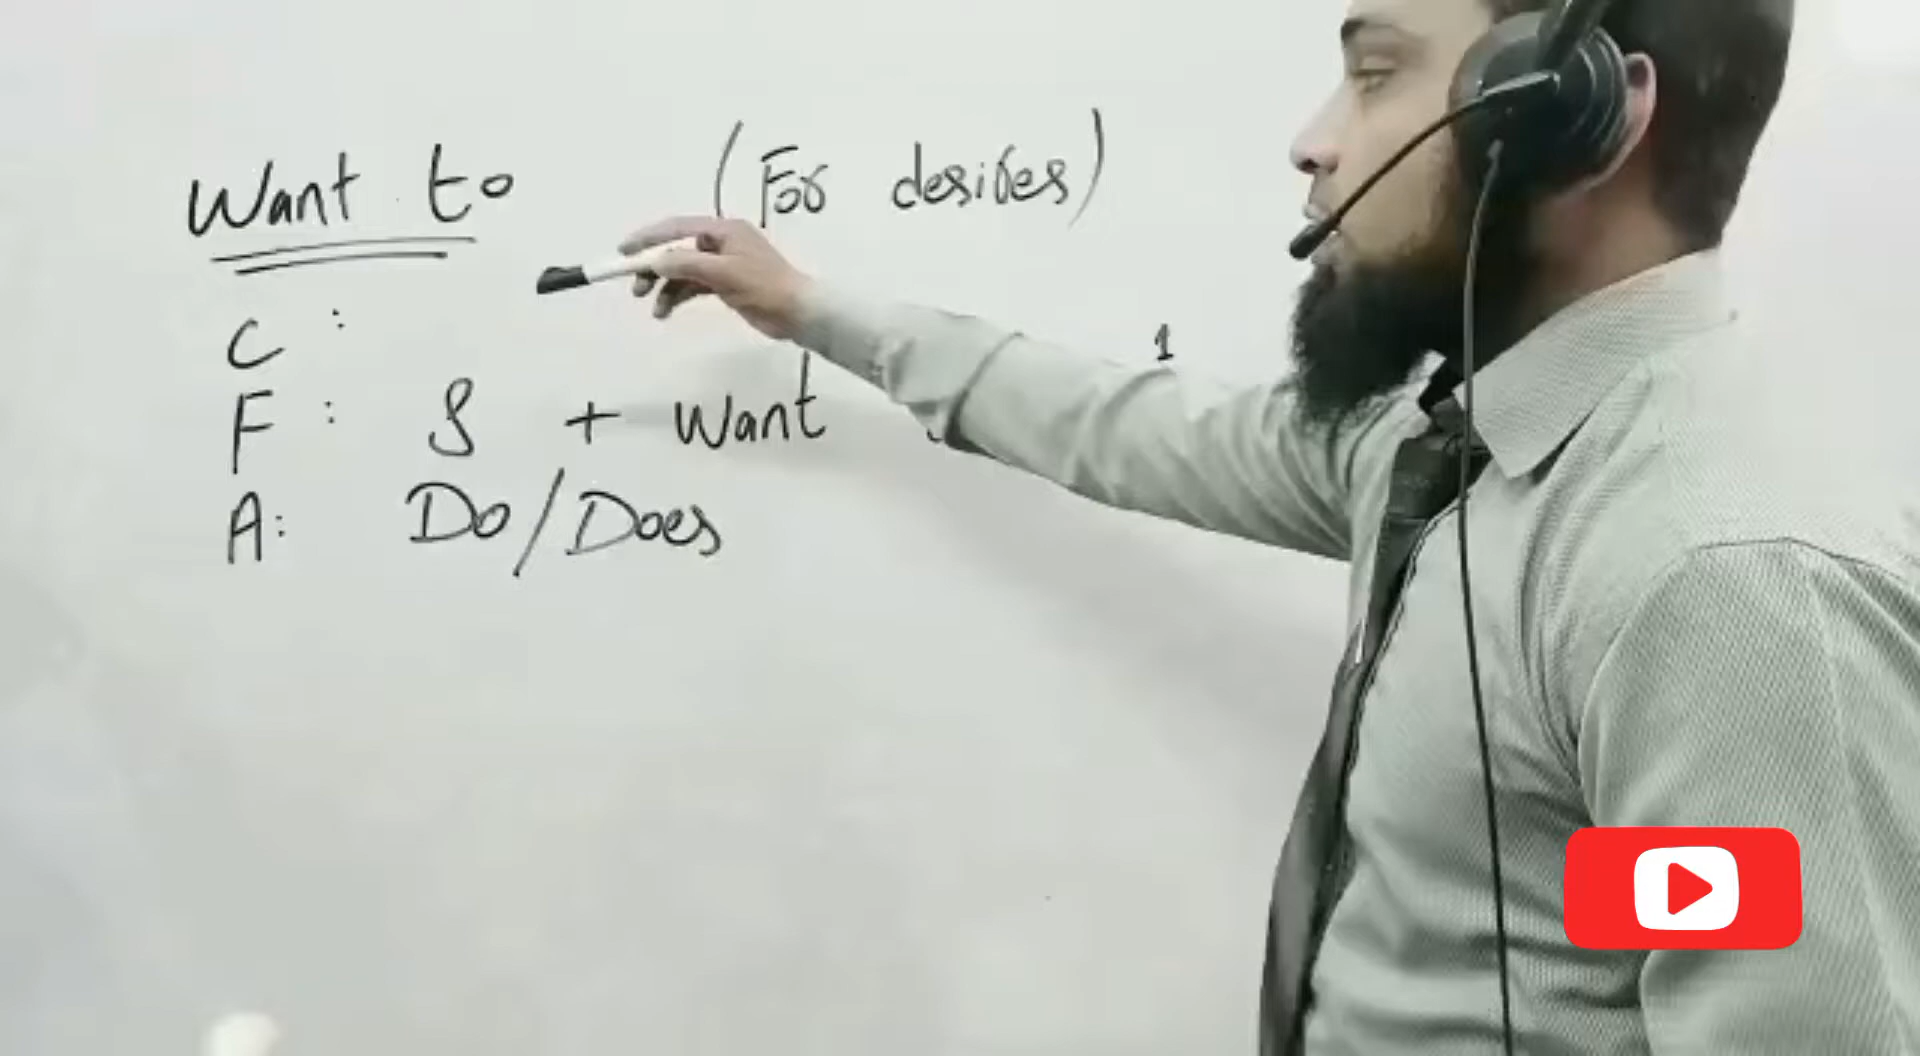 Want to (For desires)
C :
F : S + Want
A: Do/Does